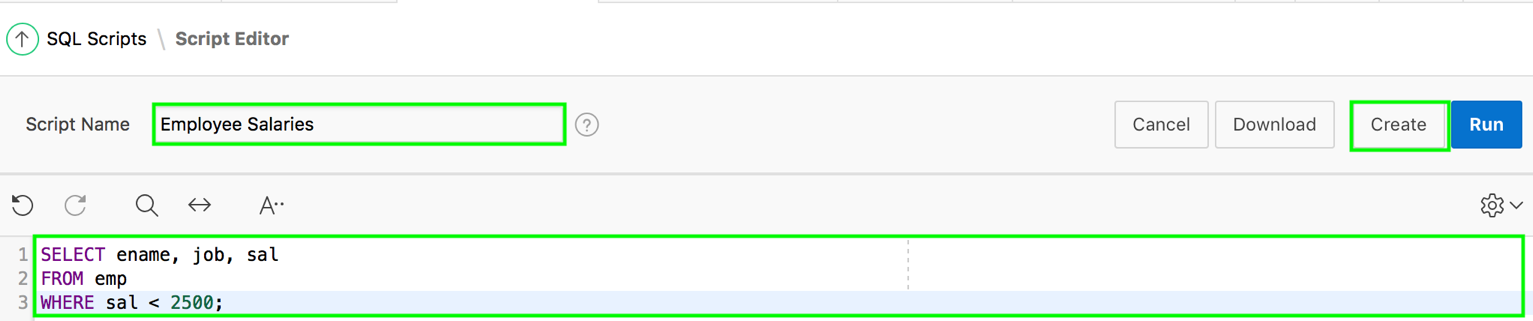 SQL Scripts \ Script Editor
Script Name Employee Salaries ? Cancel Download Create Run
A··
1 SELECT ename, job, sal
2 FROM emp
3 WHERE sal < 2500;